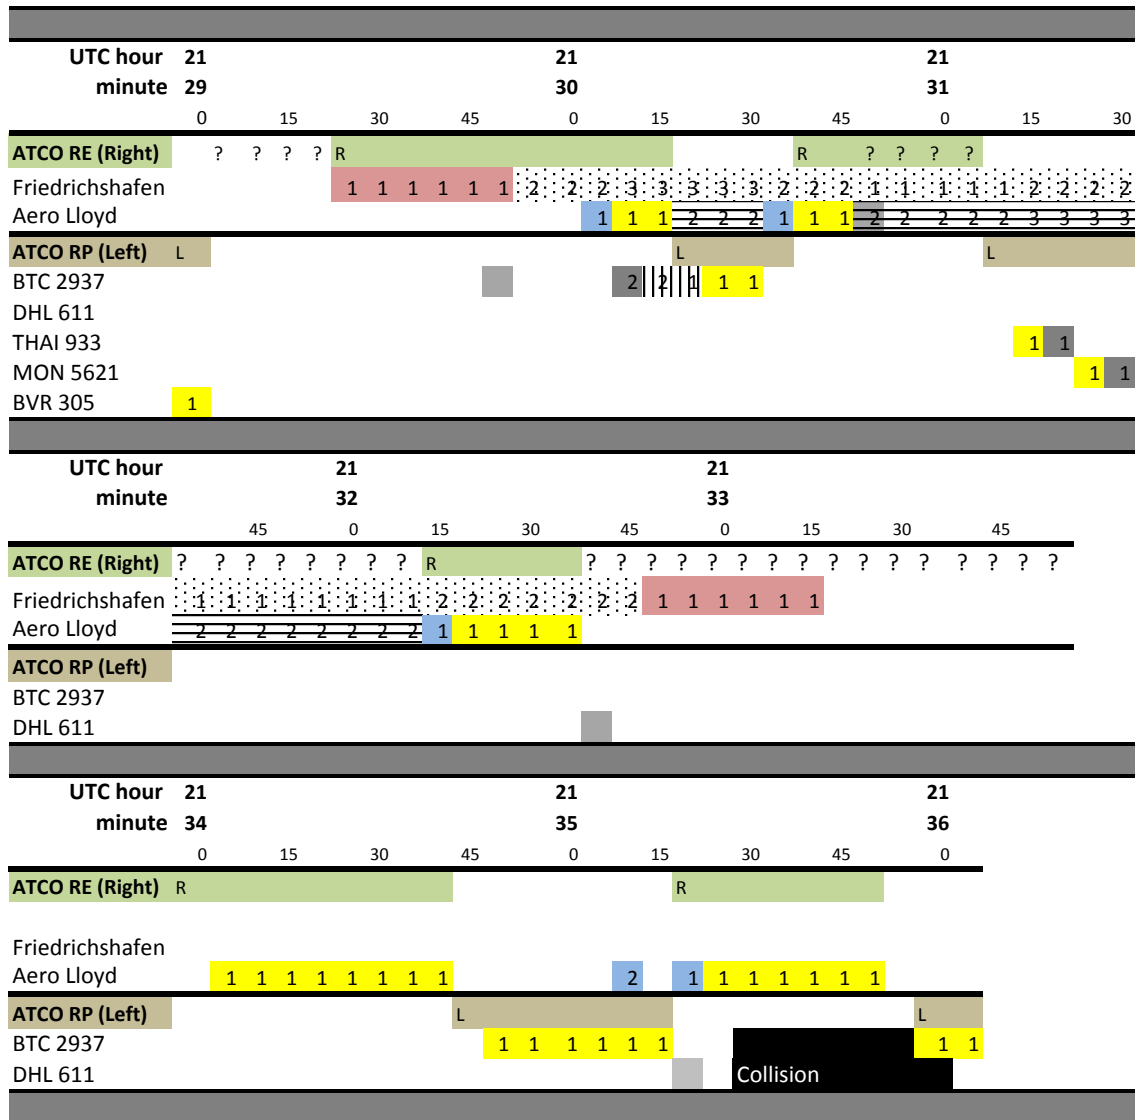 UTC hour 21 21 21
minute 29 30 31
0 15 30 45 0 15 30 45 0 15 30
ATCO RE (Right) ? ? ? ? R R ? ? ? ?
Friedrichshafen 1 1 1 1 1 1 2 2 2 3 3 3 3 3 2 2 2 1 1 1 1 1 2 2 2 2
Aero Lloyd 1 1 1 2 2 2 1 1 1 2 2 2 2 2 3 3 3 3
ATCO RP (Left) L L L
BTC 2937 2 2 1 1 1
DHL 611
THAI 933 1 1
MON 5621 1 1
BVR 305 1
UTC hour 21 21
minute 32 33
45 0 15 30 45 0 15 30 45
ATCO RE (Right) ? ? ? ? ? ? ? ? R ? ? ? ? ? ? ? ? ? ? ? ? ? ? ? ?
Friedrichshafen 1 1 1 1 1 1 1 1 2 2 2 2 2 2 2 1 1 1 1 1 1
Aero Lloyd 2 2 2 2 2 2 2 2 1 1 1 1 1
ATCO RP (Left)
BTC 2937
DHL 611
UTC hour 21 21 21
minute 34 35 36
0 15 30 45 0 15 30 45 0
ATCO RE (Right) R R
Friedrichshafen
Aero Lloyd 1 1 1 1 1 1 1 1 2 1 1 1 1 1 1 1
ATCO RP (Left) L L
BTC 2937 1 1 1 1 1 1 1 1
DHL 611 Collision